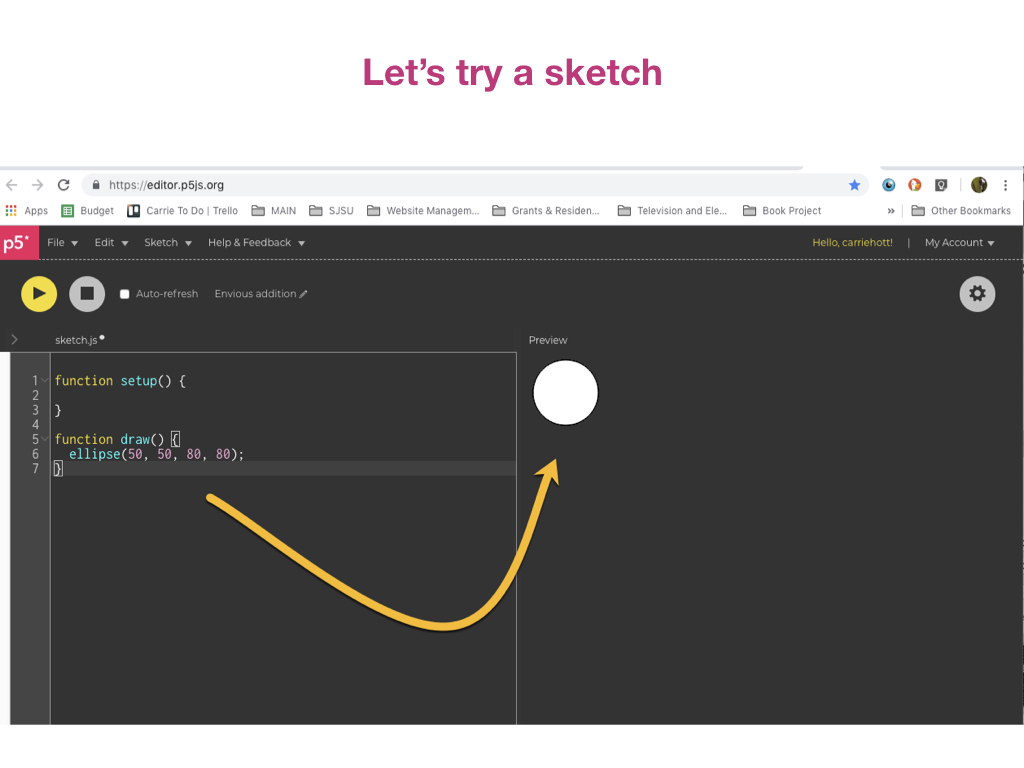 Let’s try a sketch
https://editor.p5js.org
Apps Budget Carrie To Do | Trello MAIN SJSU Website Managem... Grants & Residen... Television and Ele... Book Project » Other Bookmarks
p5* File Edit Sketch Help & Feedback Hello, carriehott! | My Account
Auto-refresh Envious addition
sketch.js Preview
1 function setup() {
2
3 }
4
5 function draw() {
6 ellipse(50, 50, 80, 80);
7 }